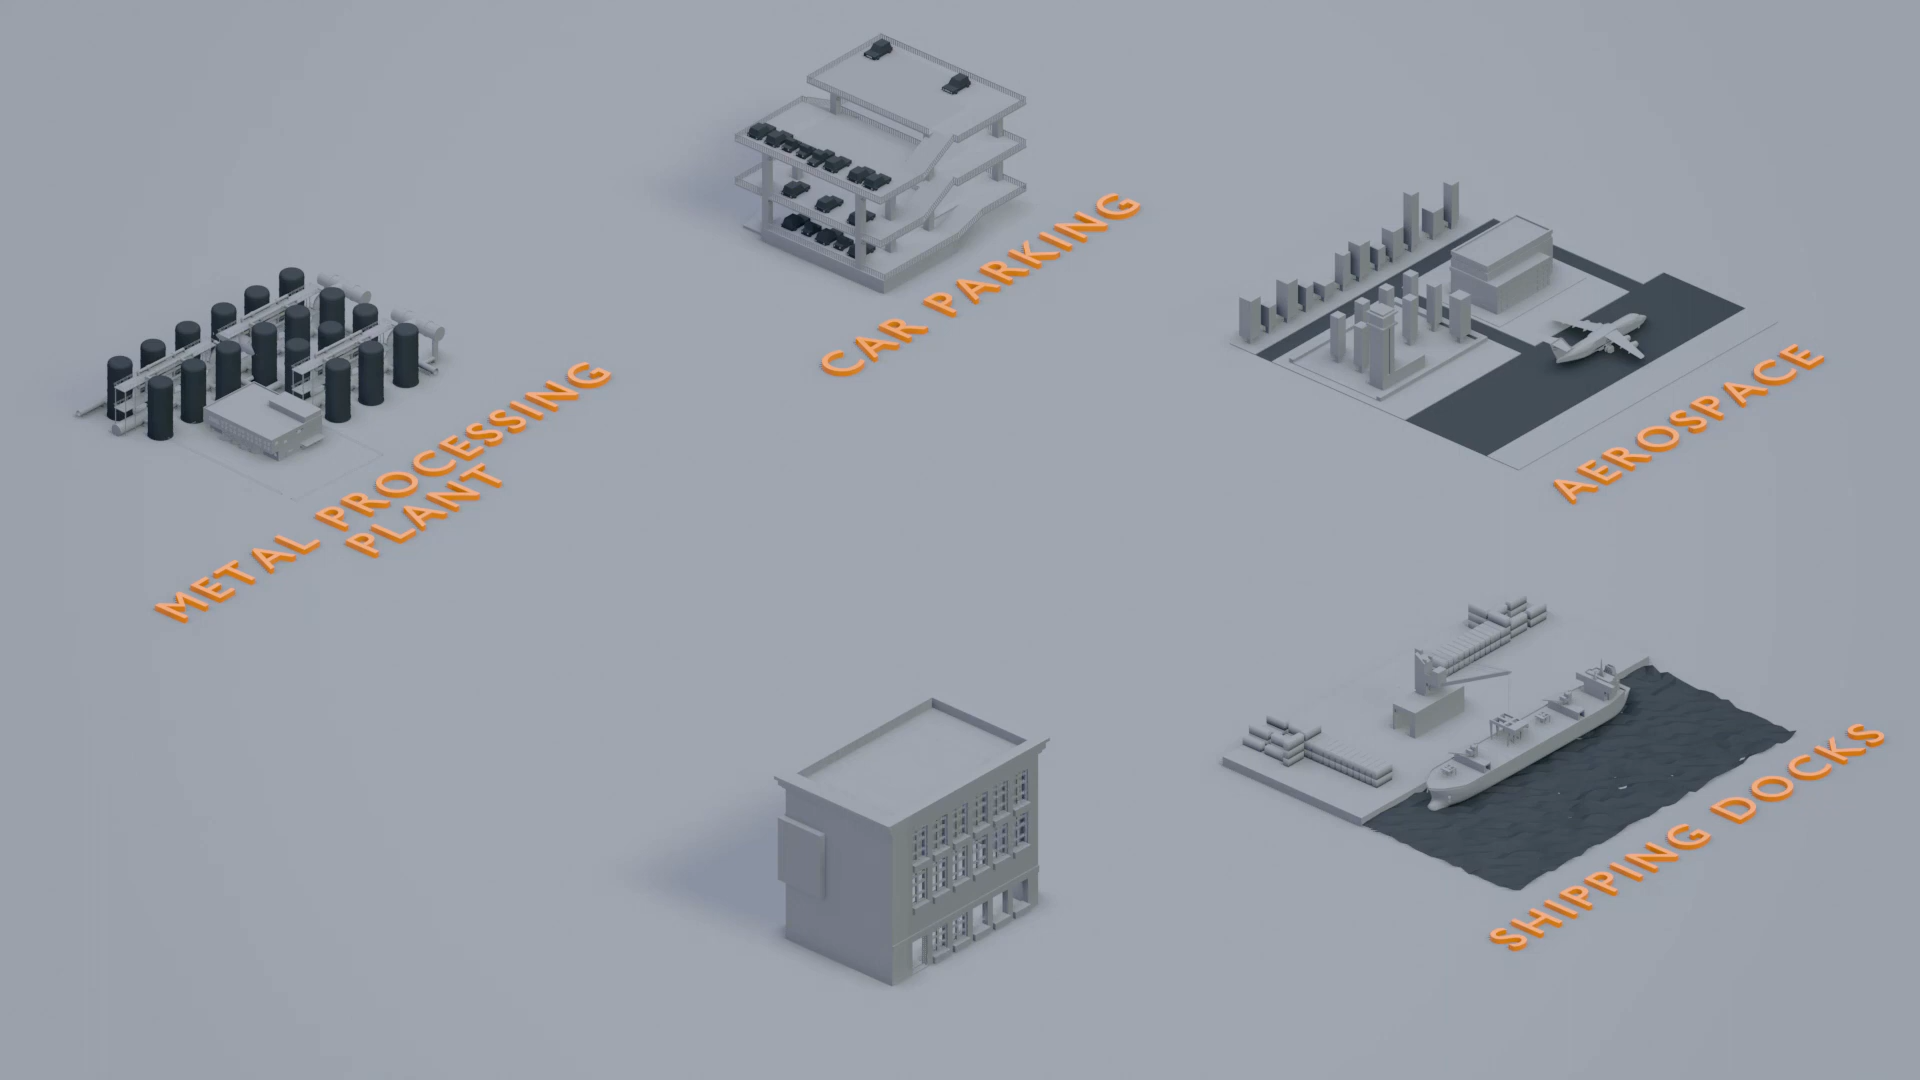 CAR PARKING
METAL PROCESSING
PLANT
AEROSPACE
SHIPPING DOCKS